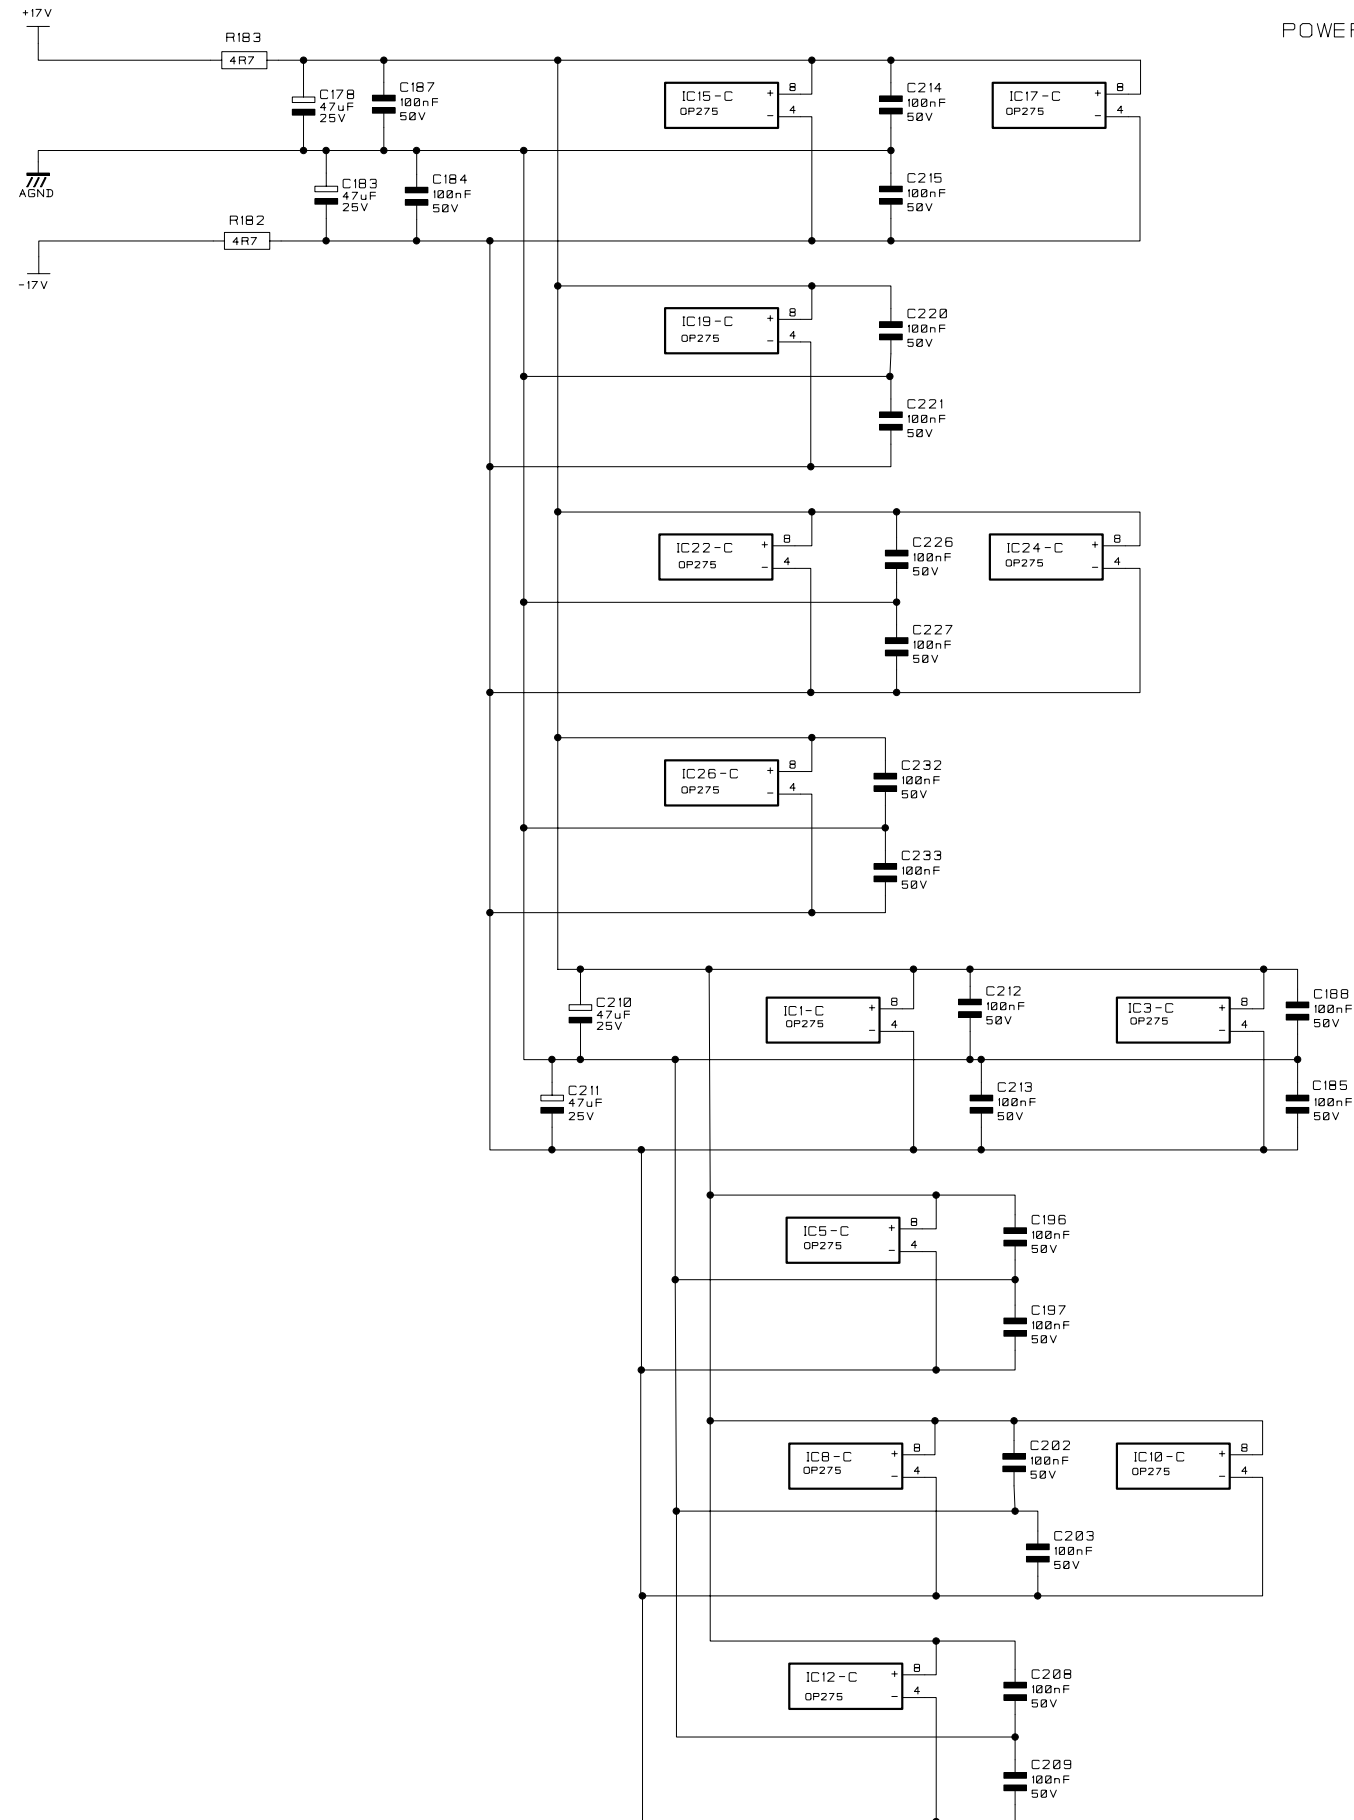 +17V
POWER
R183
4R7
C178
47uF
25V
C187
100nF
50V
IC15-C
OP275
+
-
8
4
C214
100nF
50V
IC17-C
OP275
+
-
8
4
AGND
C183
47uF
25V
C184
100nF
50V
C215
100nF
50V
R182
4R7
-17V
IC19-C
OP275
+
-
8
4
C220
100nF
50V
C221
100nF
50V
IC22-C
OP275
+
-
8
4
C226
100nF
50V
IC24-C
OP275
+
-
8
4
C227
100nF
50V
IC26-C
OP275
+
-
8
4
C232
100nF
50V
C233
100nF
50V
C210
47uF
25V
IC1-C
OP275
+
-
8
4
C212
100nF
50V
IC3-C
OP275
+
-
8
4
C188
100nF
50V
C211
47uF
25V
C213
100nF
50V
C185
100nF
50V
IC5-C
OP275
+
-
8
4
C196
100nF
50V
C197
100nF
50V
IC8-C
OP275
+
-
8
4
C202
100nF
50V
IC10-C
OP275
+
-
8
4
C203
100nF
50V
IC12-C
OP275
+
-
8
4
C208
100nF
50V
C209
100nF
50V